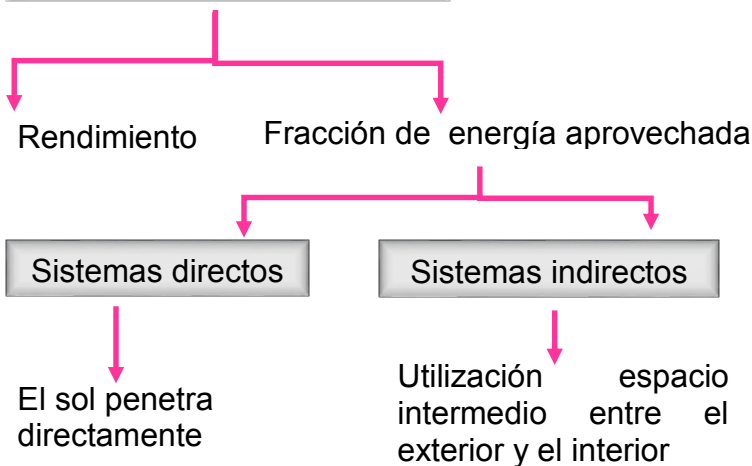 Rendimiento
Fracción de energía aprovechada
Sistemas directos
Sistemas indirectos
El sol penetra
directamente
Utilización espacio
intermedio entre el
exterior y el interior